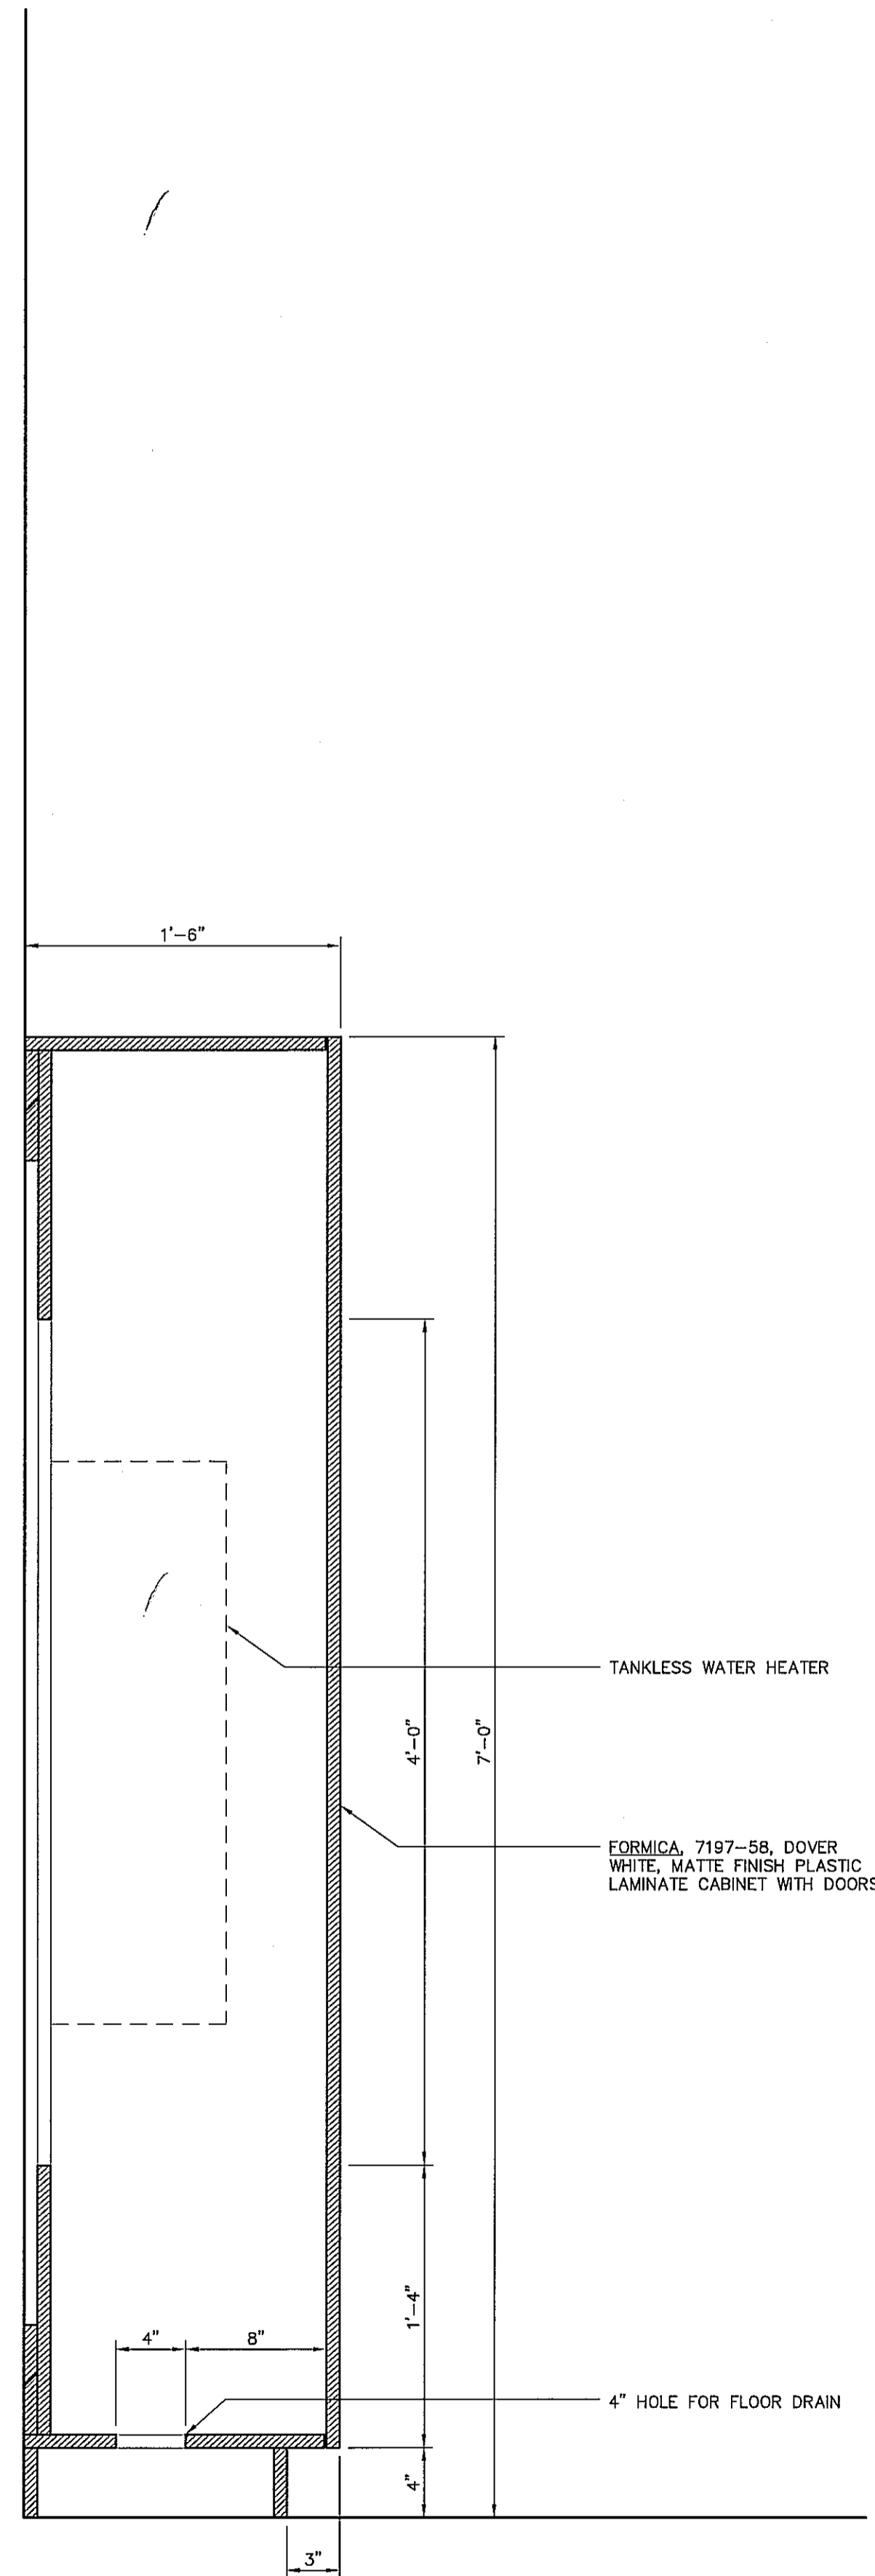 1'-6"
TANKLESS WATER HEATER
4'-0"
7'-0"
FORMICA, 7197-58, DOVER
WHITE, MATTE FINISH PLASTIC
LAMINATE CABINET WITH DOORS
1'-4"
4"
8"
4" HOLE FOR FLOOR DRAIN
4"
3"